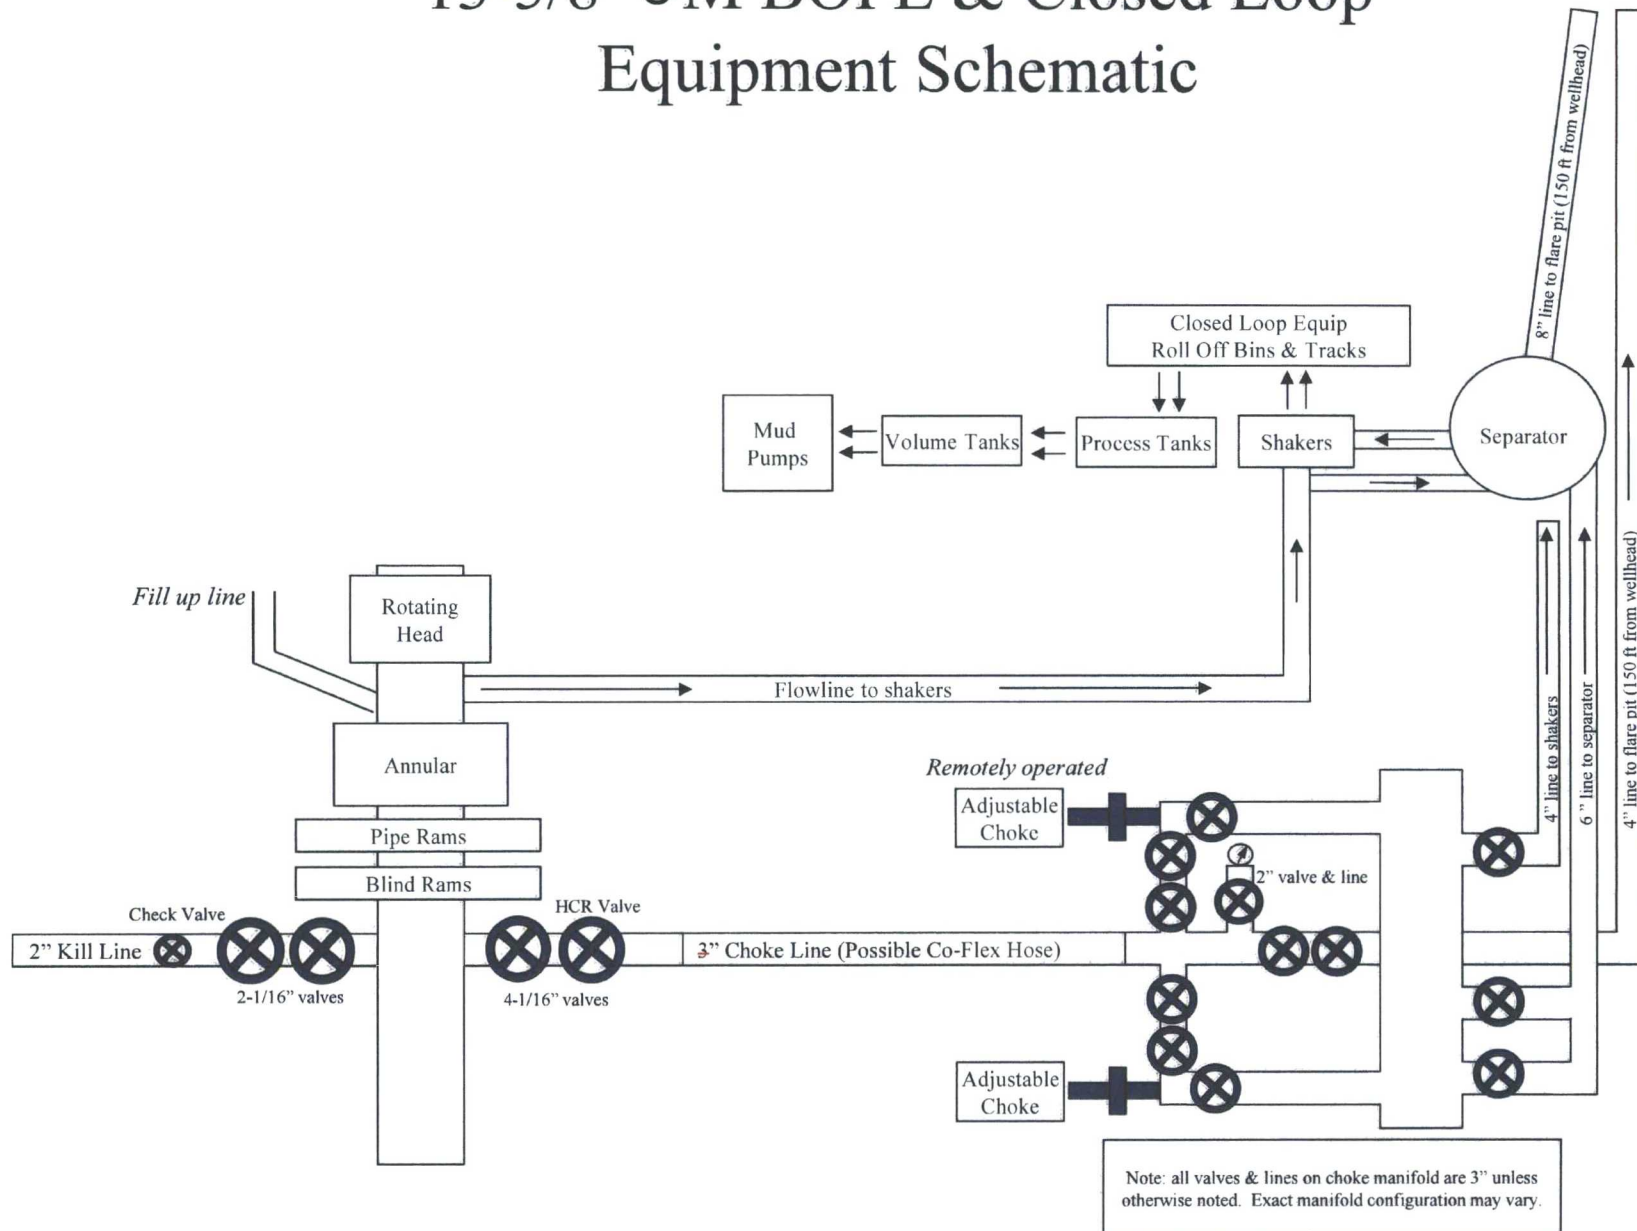 BOPE & Closed Loop
Equipment Schematic
8” line to flare pit (150 ft from wellhead)
Closed Loop Equip
Roll Off Bins & Tracks
Mud
Pumps
Volume Tanks
Process Tanks
Shakers
Separator
Fill up line
Rotating
Head
Flowline to shakers
Annular
Pipe Rams
Blind Rams
Remotely operated
Adjustable
Choke
2” valve & line
4” line to shakers
6” line to separator
4” line to flare pit (150 ft from wellhead)
Check Valve
HCR Valve
2” Kill Line
3” Choke Line (Possible Co-Flex Hose)
2-1/16” valves
4-1/16” valves
Adjustable
Choke
Note: all valves & lines on choke manifold are 3” unless
otherwise noted. Exact manifold configuration may vary.